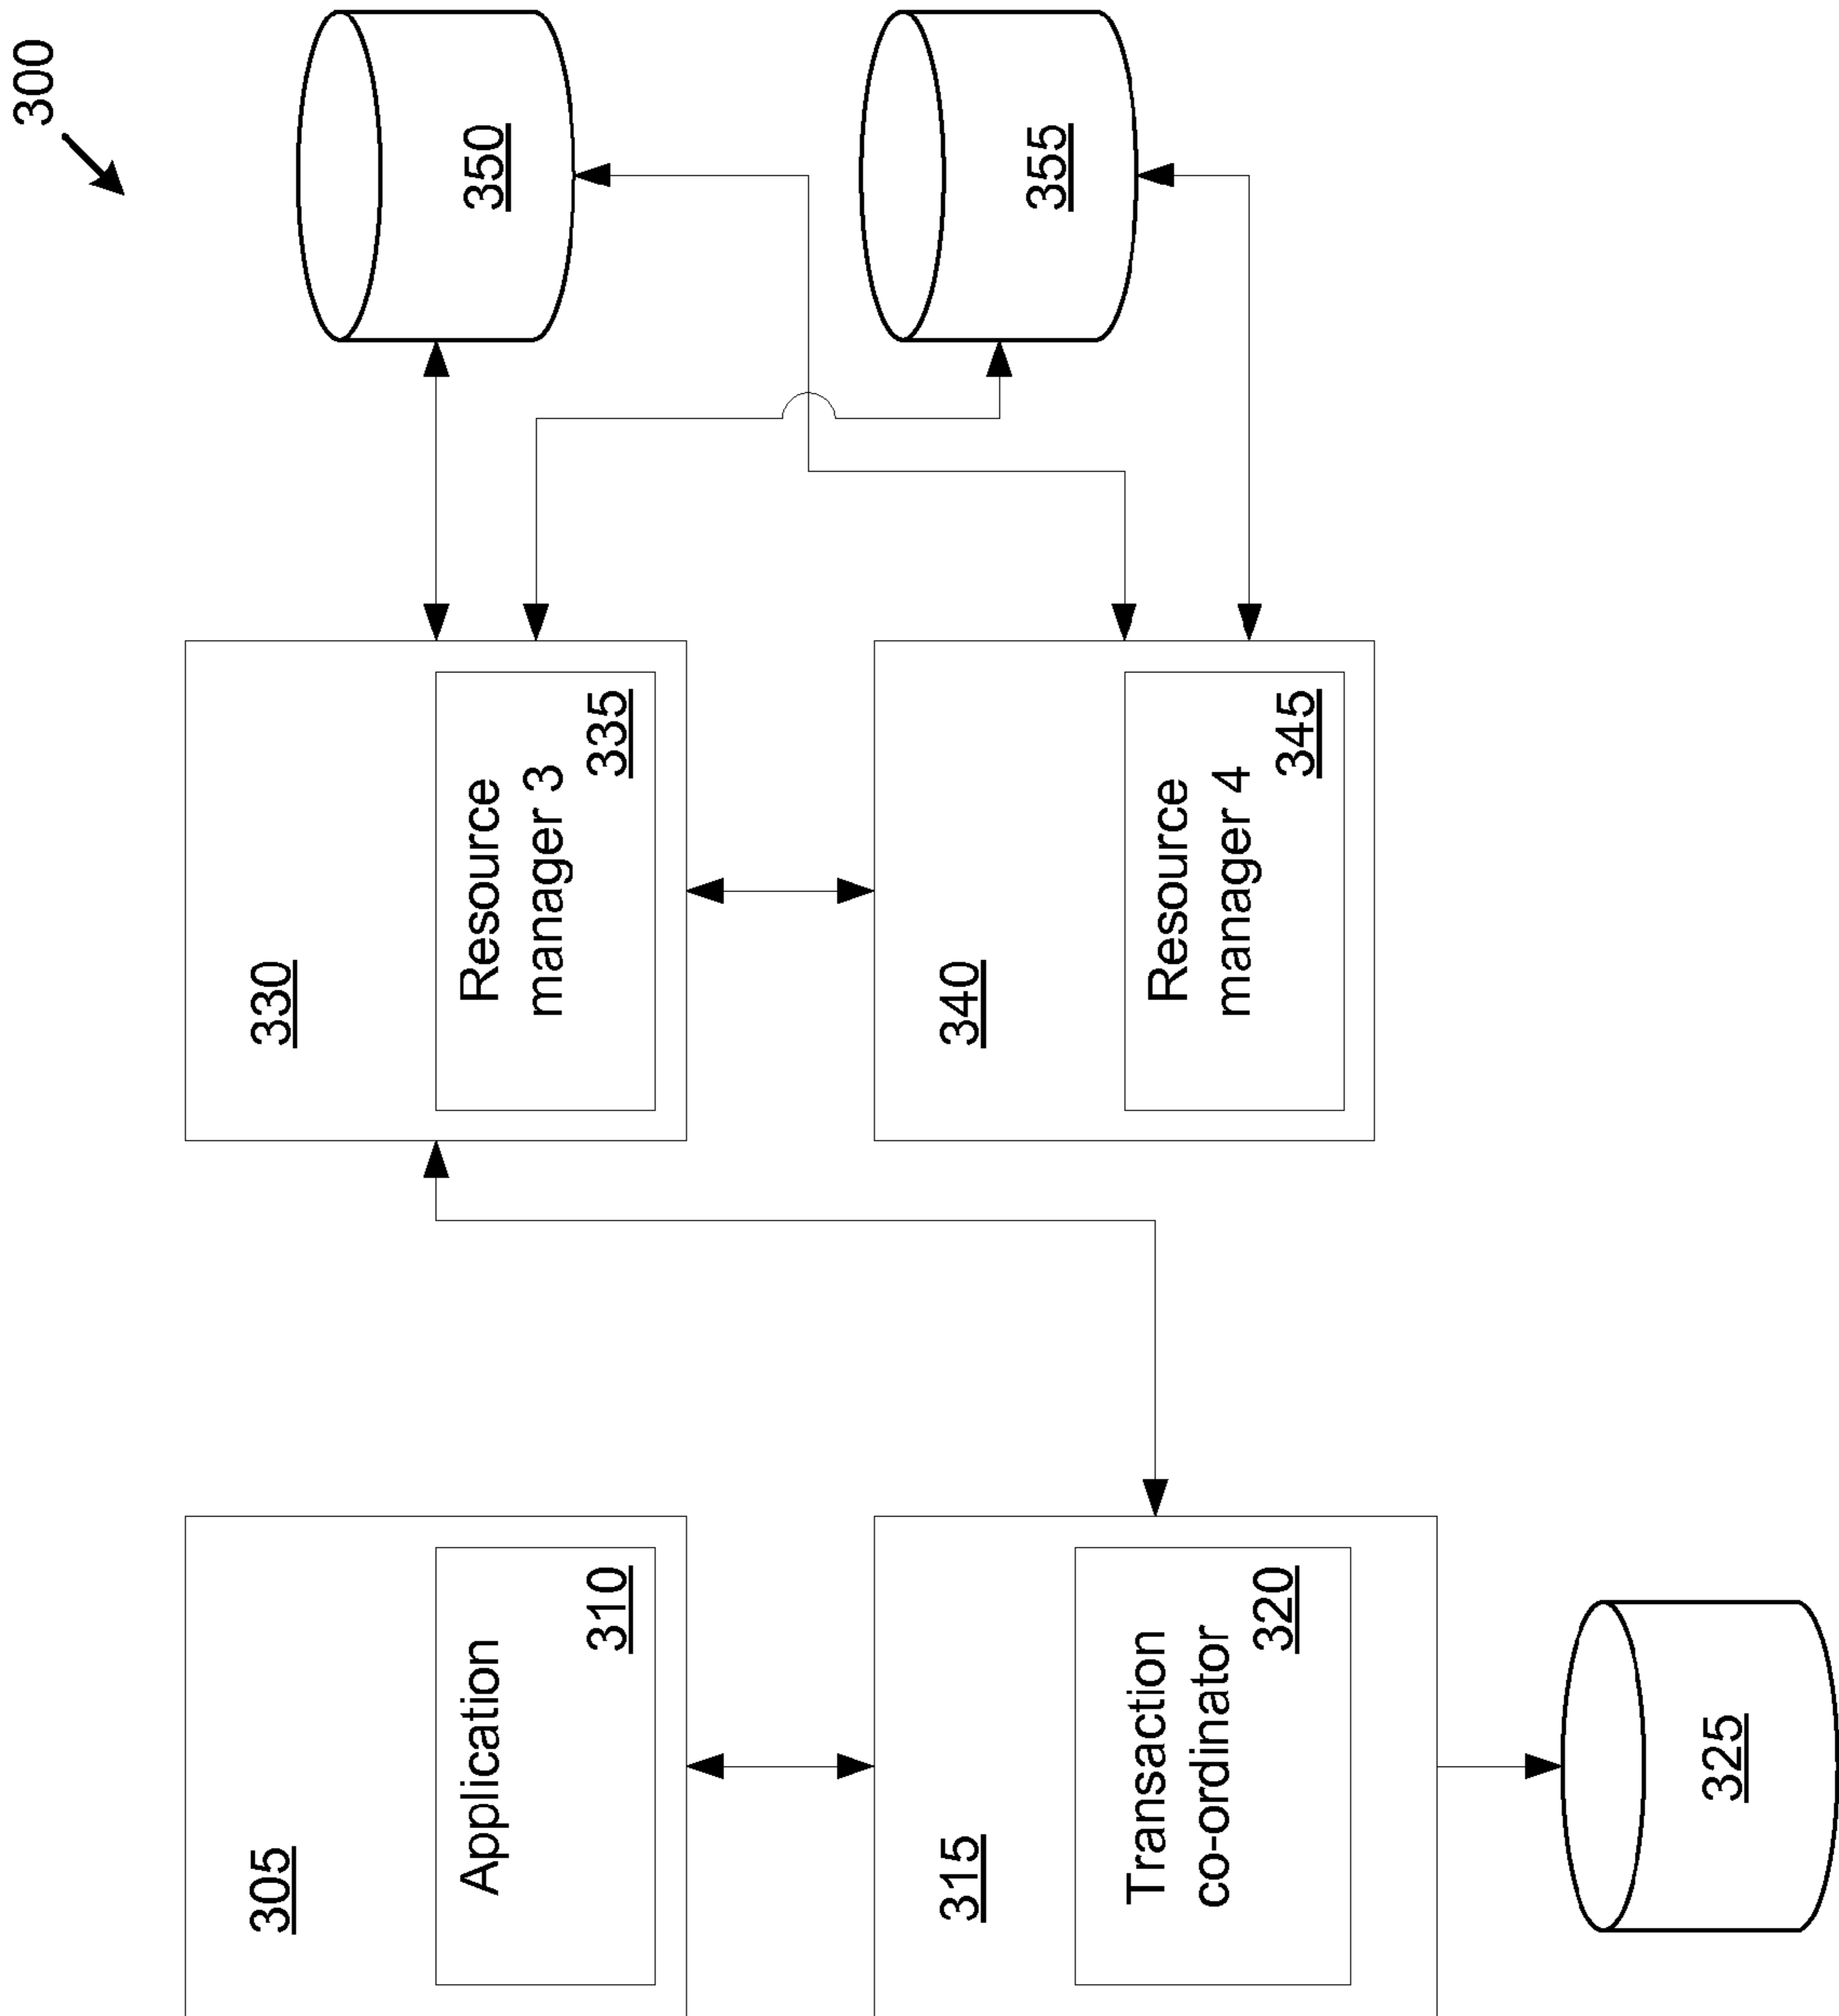 300
305
Application
310
315
Transaction
co-ordinator
320
325
330
Resource
manager 3
335
340
Resource
manager 4
345
350
355